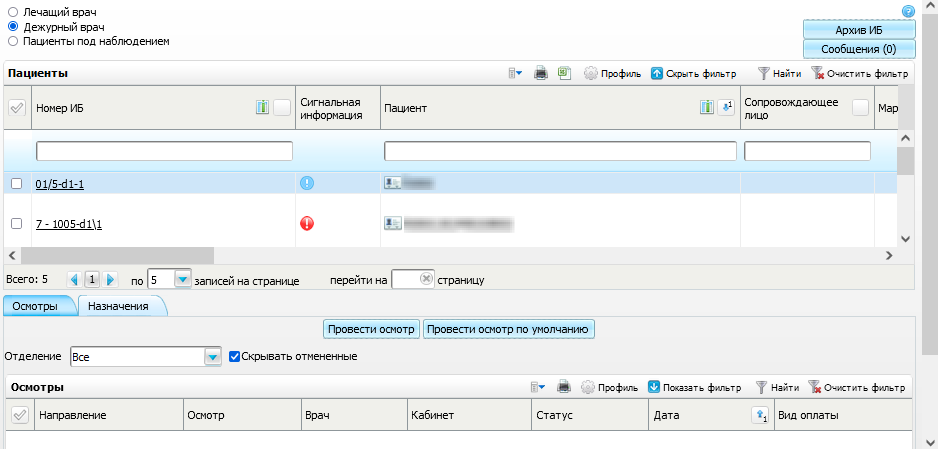 Лечащий врач
Дежурный врач
Пациенты под наблюдением
Архив ИБ
Сообщения (0)
Пациенты Профиль Скрыть фильтр Найти Очистить фильтр
Номер ИБ Сигнальная информация Пациент 1 Сопровождающее лицо Мар
01/5-d1-1
7 - 1005-d1\1
Всего: 5 1 по 5 записей на странице перейти на страницу
Осмотры Назначения
Провести осмотр Провести осмотр по умолчанию
Отделение Все Скрывать отмененные
Осмотры Профиль Показать фильтр Найти Очистить фильтр
Направление Осмотр Врач Кабинет Статус Дата 1 Вид оплаты